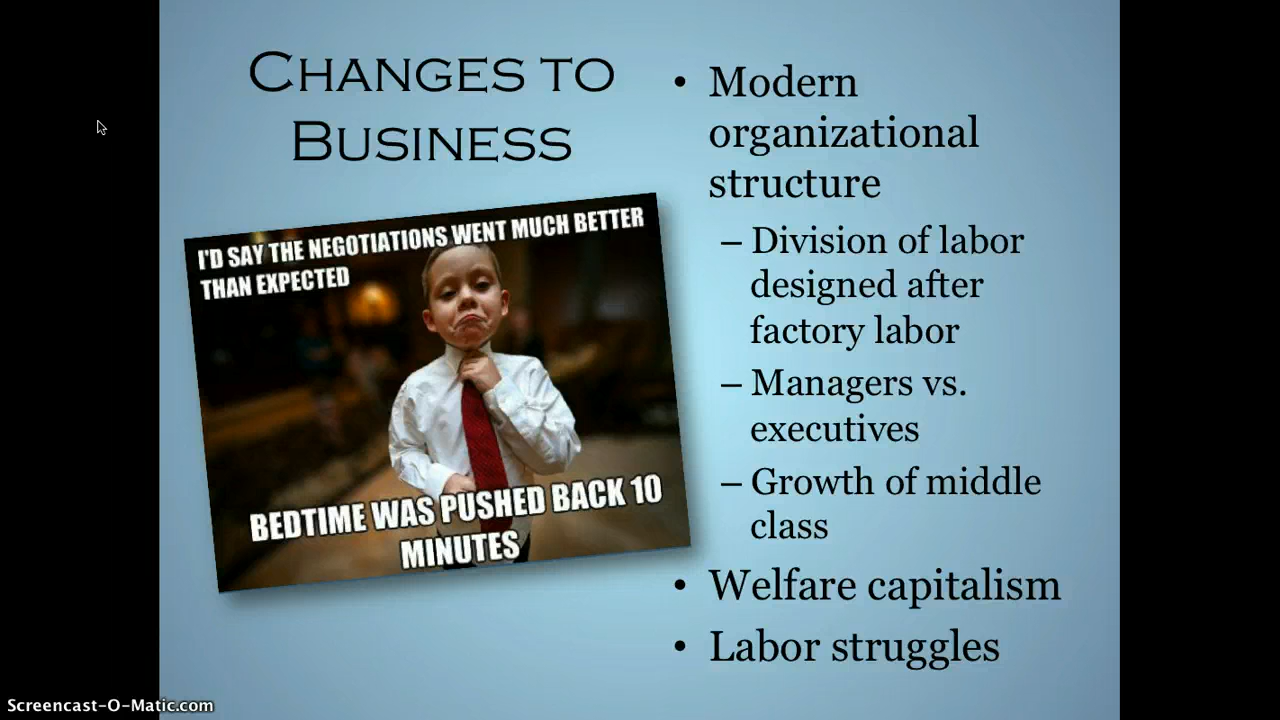 CHANGES TO
BUSINESS
I'D SAY THE NEGOTIATIONS WENT MUCH BETTER
THAN EXPECTED
BEDTIME WAS PUSHED BACK 10
MINUTES
• Modern
organizational
structure
– Division of labor
designed after
factory labor
– Managers vs.
executives
– Growth of middle
class
• Welfare capitalism
• Labor struggles
Screencast-O-Matic.com